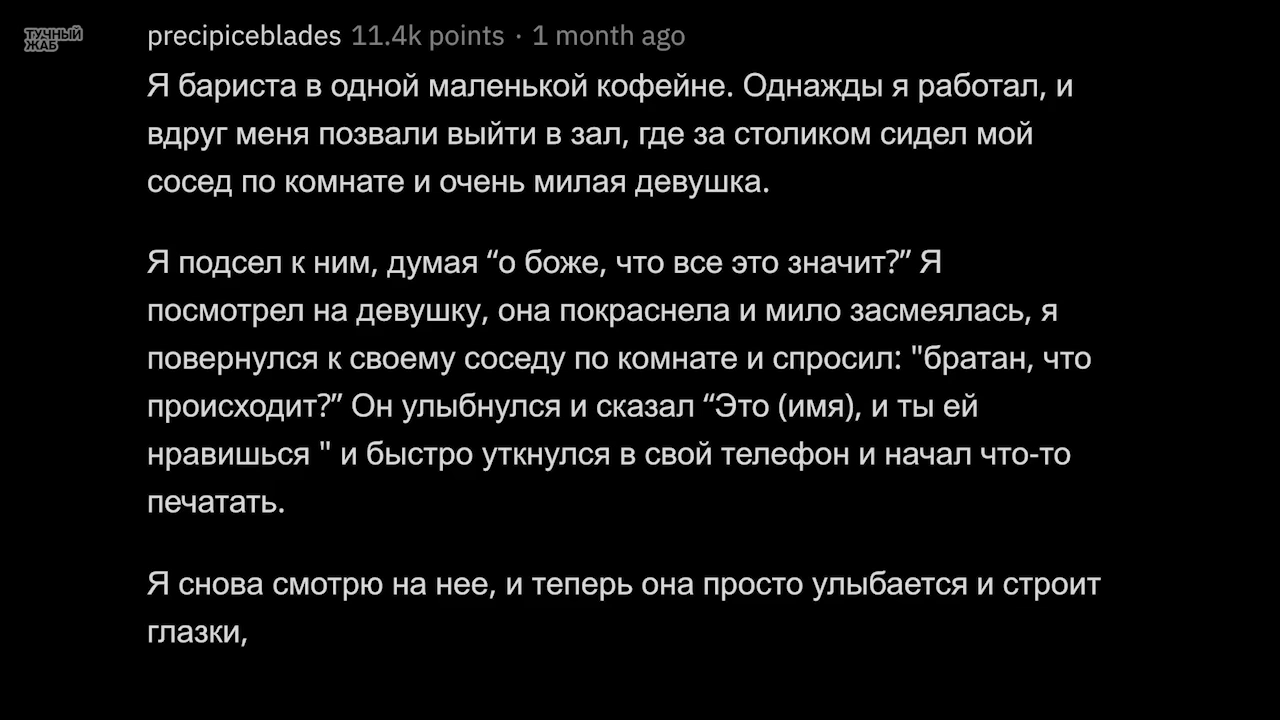 ТУЧНЫЙ
ЖАБ
precipiceblades 11.4k points · 1 month ago
Я бариста в одной маленькой кофейне. Однажды я работал, и
вдруг меня позвали выйти в зал, где за столиком сидел мой
сосед по комнате и очень милая девушка.
Я подсел к ним, думая “о боже, что все это значит?” Я
посмотрел на девушку, она покраснела и мило засмеялась, я
повернулся к своему соседу по комнате и спросил: "братан, что
происходит?” Он улыбнулся и сказал “Это (имя), и ты ей
нравишься " и быстро уткнулся в свой телефон и начал что-то
печатать.
Я снова смотрю на нее, и теперь она просто улыбается и строит
глазки,